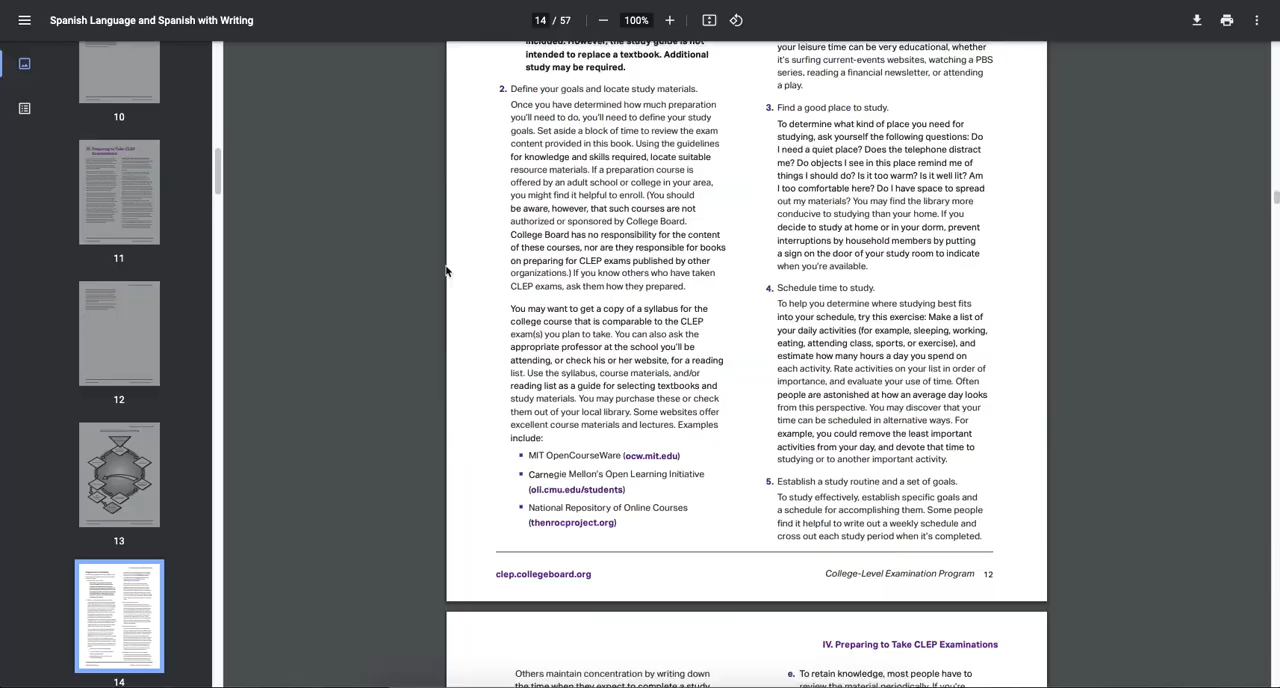 Spanish Language and Spanish with Writing
14 / 57
100%
10
11
12
13
14
included. However, the study guide is not
intended to replace a textbook. Additional
study may be required.
2. Define your goals and locate study materials.
Once you have determined how much preparation
you'll need to do, you'll need to define your study
goals. Set aside a block of time to review the exam
content provided in this book. Using the guidelines
for knowledge and skills required, locate suitable
resource materials. If a preparation course is
offered by an adult school or college in your area,
you might find it helpful to enroll. (You should
be aware, however, that such courses are not
authorized or sponsored by College Board.
College Board has no responsibility for the content
of these courses, nor are they responsible for books
on preparing for CLEP exams published by other
organizations.) If you know others who have taken
CLEP exams, ask them how they prepared.
You may want to get a copy of a syllabus for the
college course that is comparable to the CLEP
exam(s) you plan to take. You can also ask the
appropriate professor at the school you'll be
attending, or check his or her website, for a reading
list. Use the syllabus, course materials, and/or
reading list as a guide for selecting textbooks and
study materials. You may purchase these or check
them out of your local library. Some websites offer
excellent course materials and lectures. Examples
include:
▪ MIT OpenCourseWare (ocw.mit.edu)
▪ Carnegie Mellon's Open Learning Initiative
(oli.cmu.edu/students)
▪ National Repository of Online Courses
(thenrocproject.org)
your leisure time can be very educational, whether
it's surfing current-events websites, watching a PBS
series, reading a financial newsletter, or attending
a play.
3. Find a good place to study.
To determine what kind of place you need for
studying, ask yourself the following questions: Do
I need a quiet place? Does the telephone distract
me? Do objects I see in this place remind me of
things I should do? Is it too warm? Is it well lit? Am
I too comfortable here? Do I have space to spread
out my materials? You may find the library more
conducive to studying than your home. If you
decide to study at home or in your dorm, prevent
interruptions by household members by putting
a sign on the door of your study room to indicate
when you're available.
4. Schedule time to study.
To help you determine where studying best fits
into your schedule, try this exercise: Make a list of
your daily activities (for example, sleeping, working,
eating, attending class, sports, or exercise), and
estimate how many hours a day you spend on
each activity. Rate activities on your list in order of
importance, and evaluate your use of time. Often
people are astonished at how an average day looks
from this perspective. You may discover that your
time can be scheduled in alternative ways. For
example, you could remove the least important
activities from your day, and devote that time to
studying or to another important activity.
5. Establish a study routine and a set of goals.
To study effectively, establish specific goals and
a schedule for accomplishing them. Some people
find it helpful to write out a weekly schedule and
cross out each study period when it's completed.
clep.collegeboard.org
College-Level Examination Program 12
IV. Preparing to Take CLEP Examinations
Others maintain concentration by writing down
the time when they expect to complete a study
e. To retain knowledge, most people have to
review the material periodically. If you're